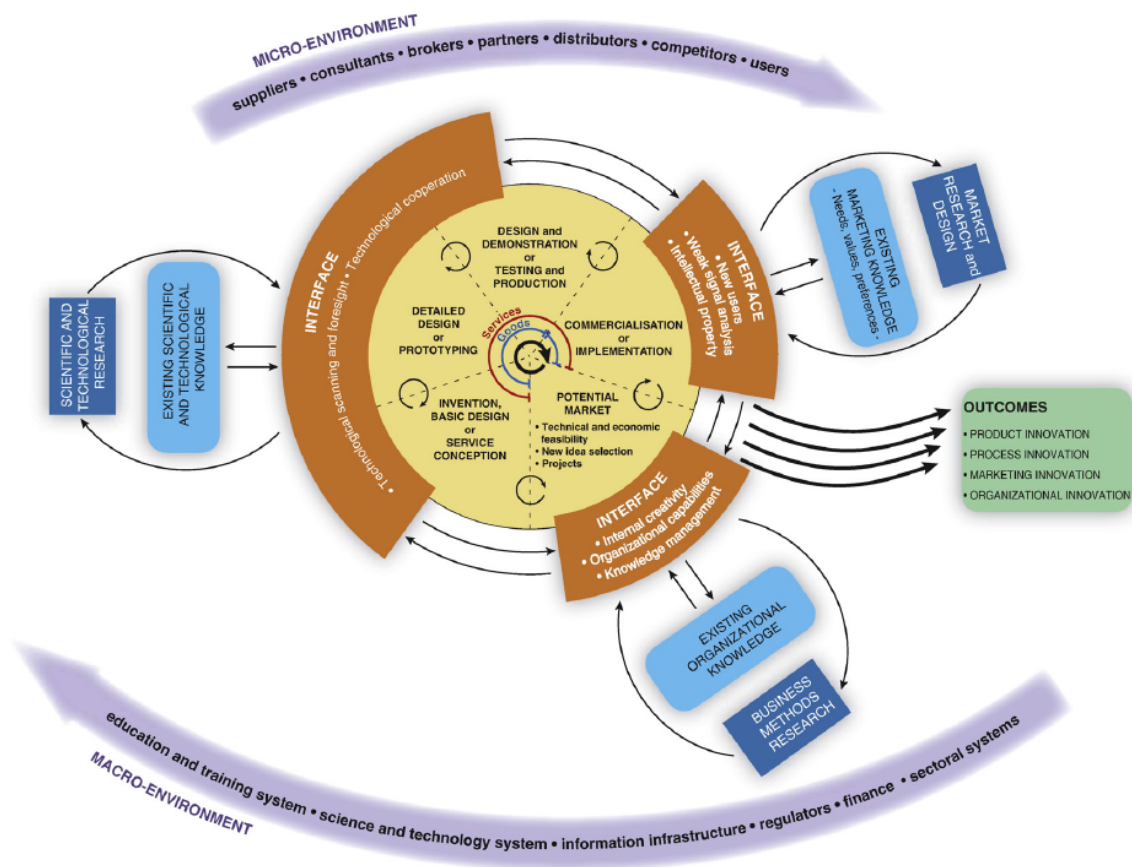 MICRO-ENVIRONMENT
suppliers • consultants • brokers • partners • distributors • competitors • users
INTERFACE
• Technological scanning and foresight • Technological cooperation
SCIENTIFIC AND
TECHNOLOGICAL
RESEARCH
EXISTING SCIENTIFIC
AND TECHNOLOGICAL
KNOWLEDGE
DESIGN and
DEMONSTRATION
or
TESTING and
PRODUCTION
DETAILED
DESIGN
or
PROTOTYPING
Services
Goods
COMMERCIALISATION
or
IMPLEMENTATION
INVENTION,
BASIC DESIGN
or
SERVICE
CONCEPTION
POTENTIAL
MARKET
• Technical and economic
feasibility
• New idea selection
• Projects
INTERFACE
• New users
• Weak signal analysis
• Intellectual property
EXISTING
MARKETING KNOWLEDGE
- Needs, values, preferences -
MARKET
RESEARCH and
DESIGN
OUTCOMES
• PRODUCT INNOVATION
• PROCESS INNOVATION
• MARKETING INNOVATION
• ORGANIZATIONAL INNOVATION
INTERFACE
• Internal creativity
• Organizational capabilities
• Knowledge management
EXISTING
ORGANIZATIONAL
KNOWLEDGE
BUSINESS
METHODS
RESEARCH
education and training system • science and technology system • information infrastructure • regulators • finance • sectoral systems
MACRO-ENVIRONMENT